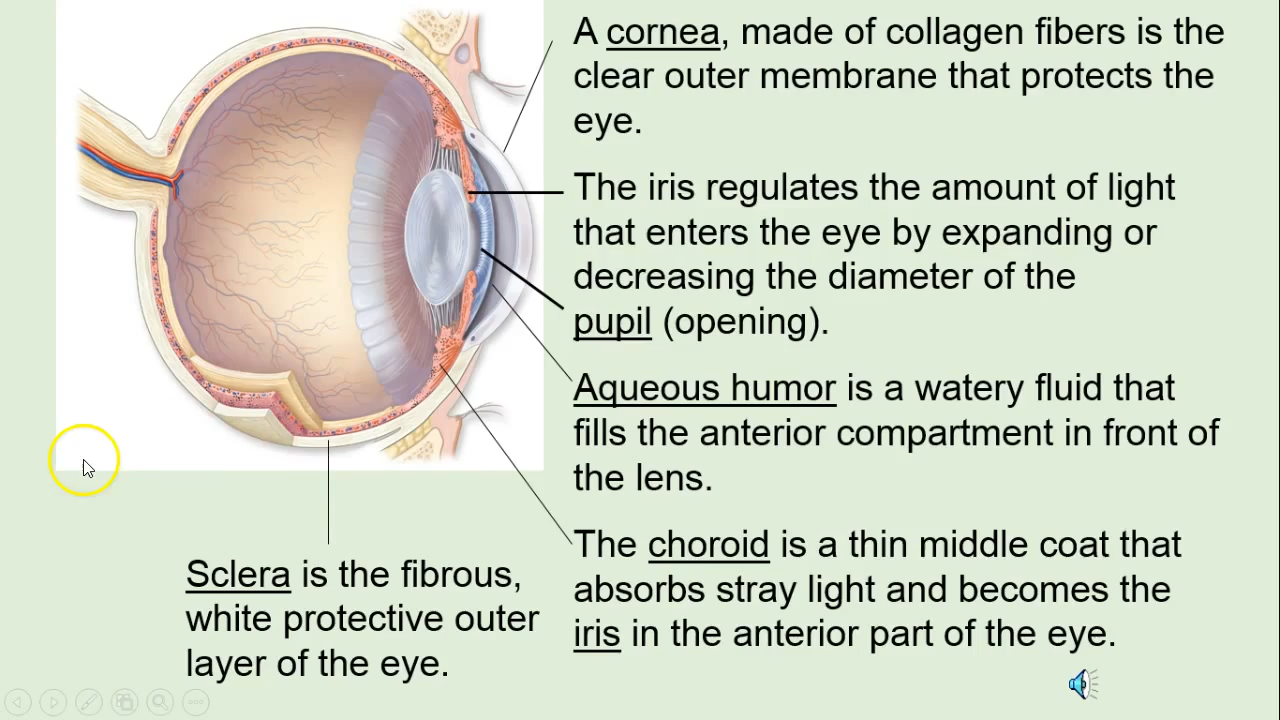 A cornea, made of collagen fibers is the
clear outer membrane that protects the
eye.
The iris regulates the amount of light
that enters the eye by expanding or
decreasing the diameter of the
pupil (opening).
Aqueous humor is a watery fluid that
fills the anterior compartment in front of
the lens.
The choroid is a thin middle coat that
absorbs stray light and becomes the
iris in the anterior part of the eye.
Sclera is the fibrous,
white protective outer
layer of the eye.